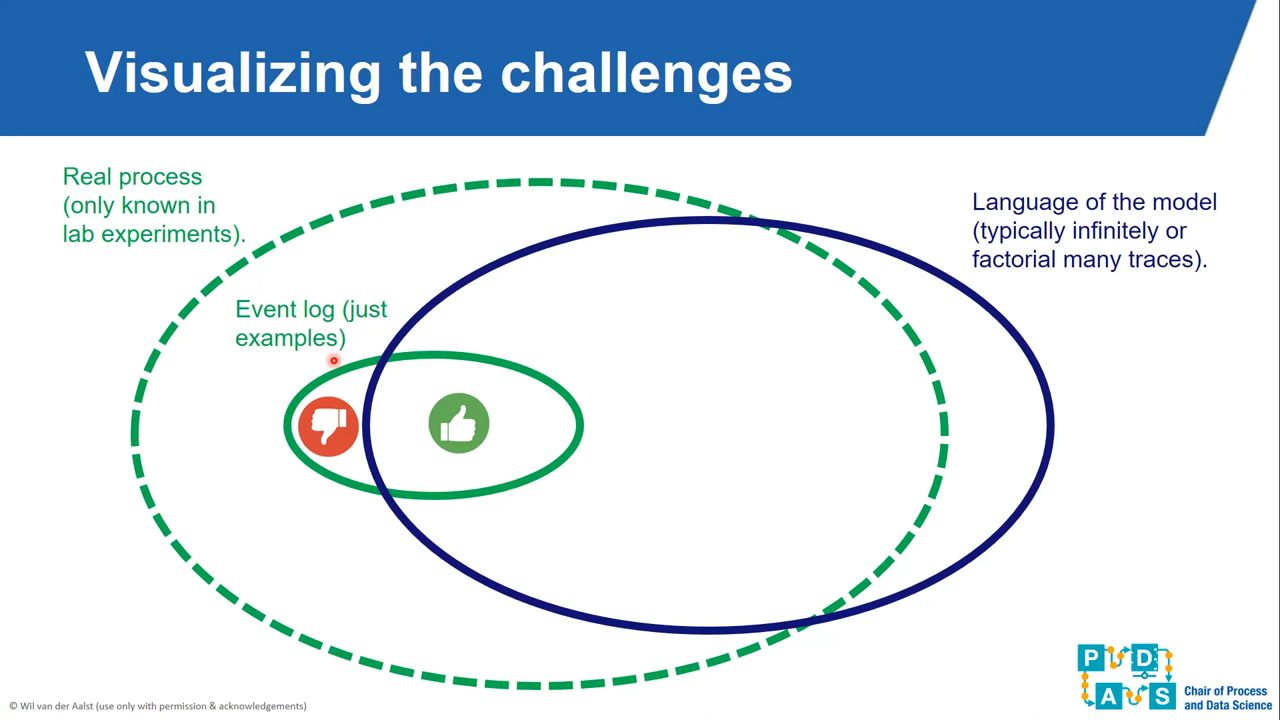 Visualizing the challenges
Real process
(only known in
lab experiments).
Language of the model
(typically infinitely or
factorial many traces).
Event log (just
examples)
P D
A S
Chair of Process
and Data Science
© Wil van der Aalst (use only with permission & acknowledgements)